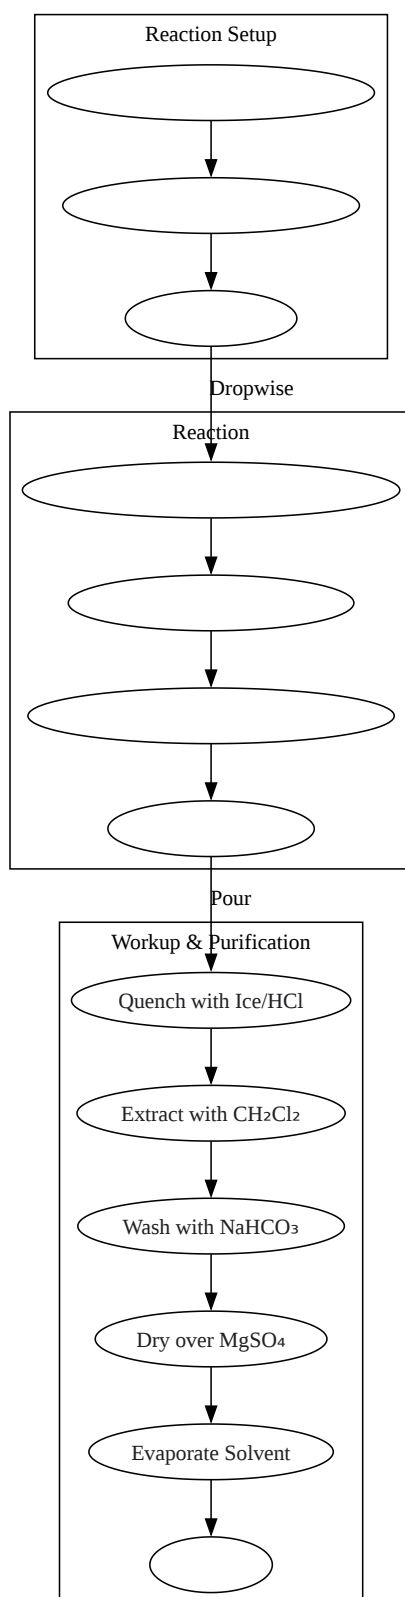 Reaction Setup
Dropwise
Reaction
Pour
Workup & Purification
Quench with Ice/HCl
Extract with CH₂Cl₂
Wash with NaHCO₃
Dry over MgSO₄
Evaporate Solvent